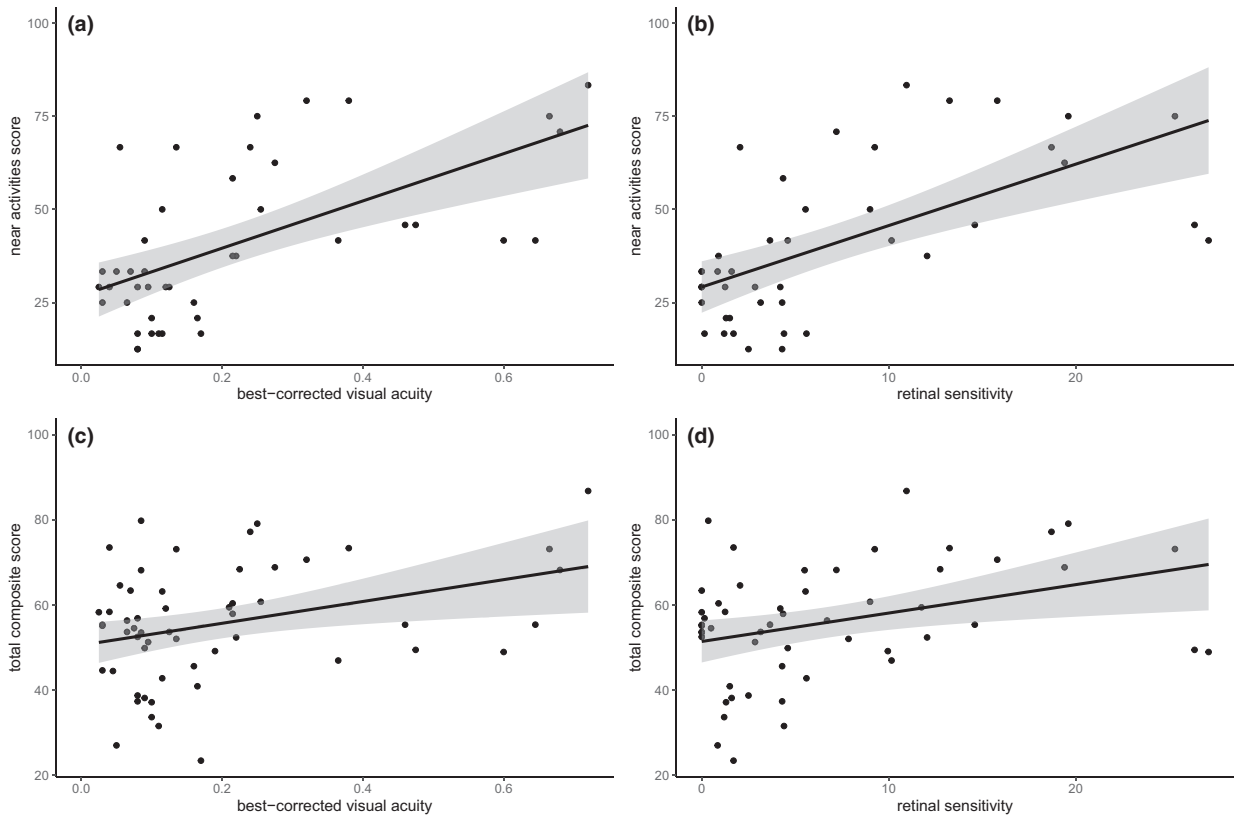 (a)
100
75
50
25
near activities score
0.0 0.2 0.4 0.6
best−corrected visual acuity
(b)
100
75
50
25
near activities score
0 10 20
retinal sensitivity
(c)
100
80
60
40
20
total composite score
0.0 0.2 0.4 0.6
best−corrected visual acuity
(d)
100
80
60
40
20
total composite score
0 10 20
retinal sensitivity